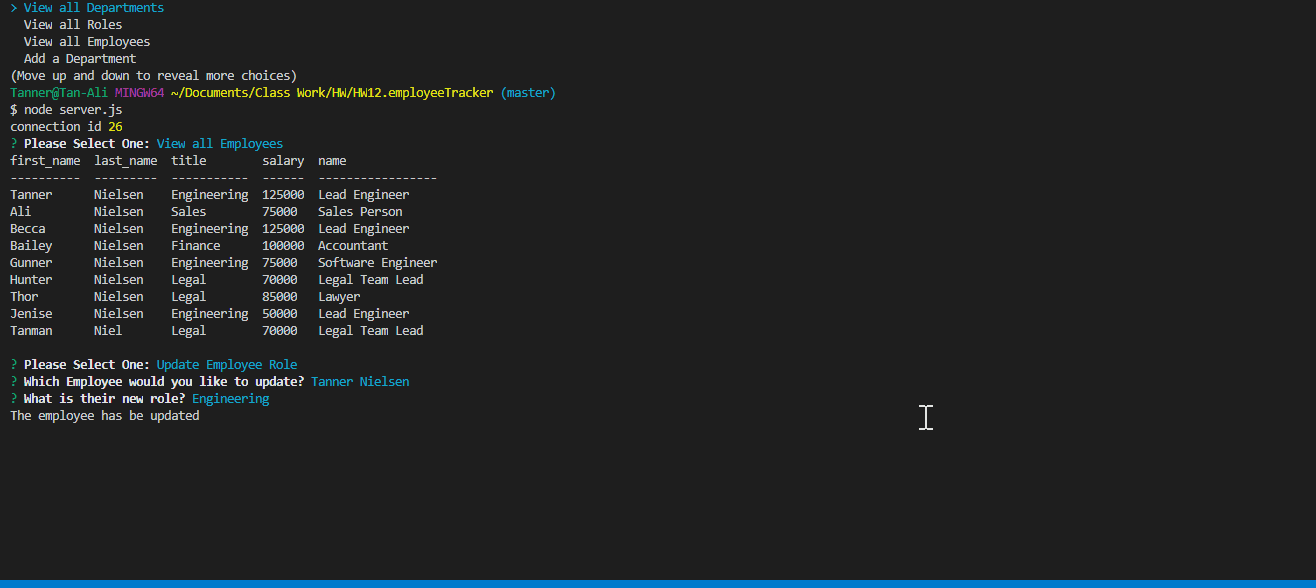 > View all Departments
  View all Roles
  View all Employees
  Add a Department
(Move up and down to reveal more choices)
Tanner@Tan-Ali MINGW64 ~/Documents/Class Work/HW/HW12.employeeTracker (master)
$ node server.js
connection id 26
? Please Select One: View all Employees
first_name  last_name  title        salary  name
----------  ---------  -----------  ------  -----------------
Tanner      Nielsen    Engineering  125000  Lead Engineer
Ali         Nielsen    Sales        75000   Sales Person
Becca       Nielsen    Engineering  125000  Lead Engineer
Bailey      Nielsen    Finance      100000  Accountant
Gunner      Nielsen    Engineering  75000   Software Engineer
Hunter      Nielsen    Legal        70000   Legal Team Lead
Thor        Nielsen    Legal        85000   Lawyer
Jenise      Nielsen    Engineering  50000   Lead Engineer
Tanman      Niel       Legal        70000   Legal Team Lead

? Please Select One: Update Employee Role
? Which Employee would you like to update? Tanner Nielsen
? What is their new role? Engineering
The employee has be updated